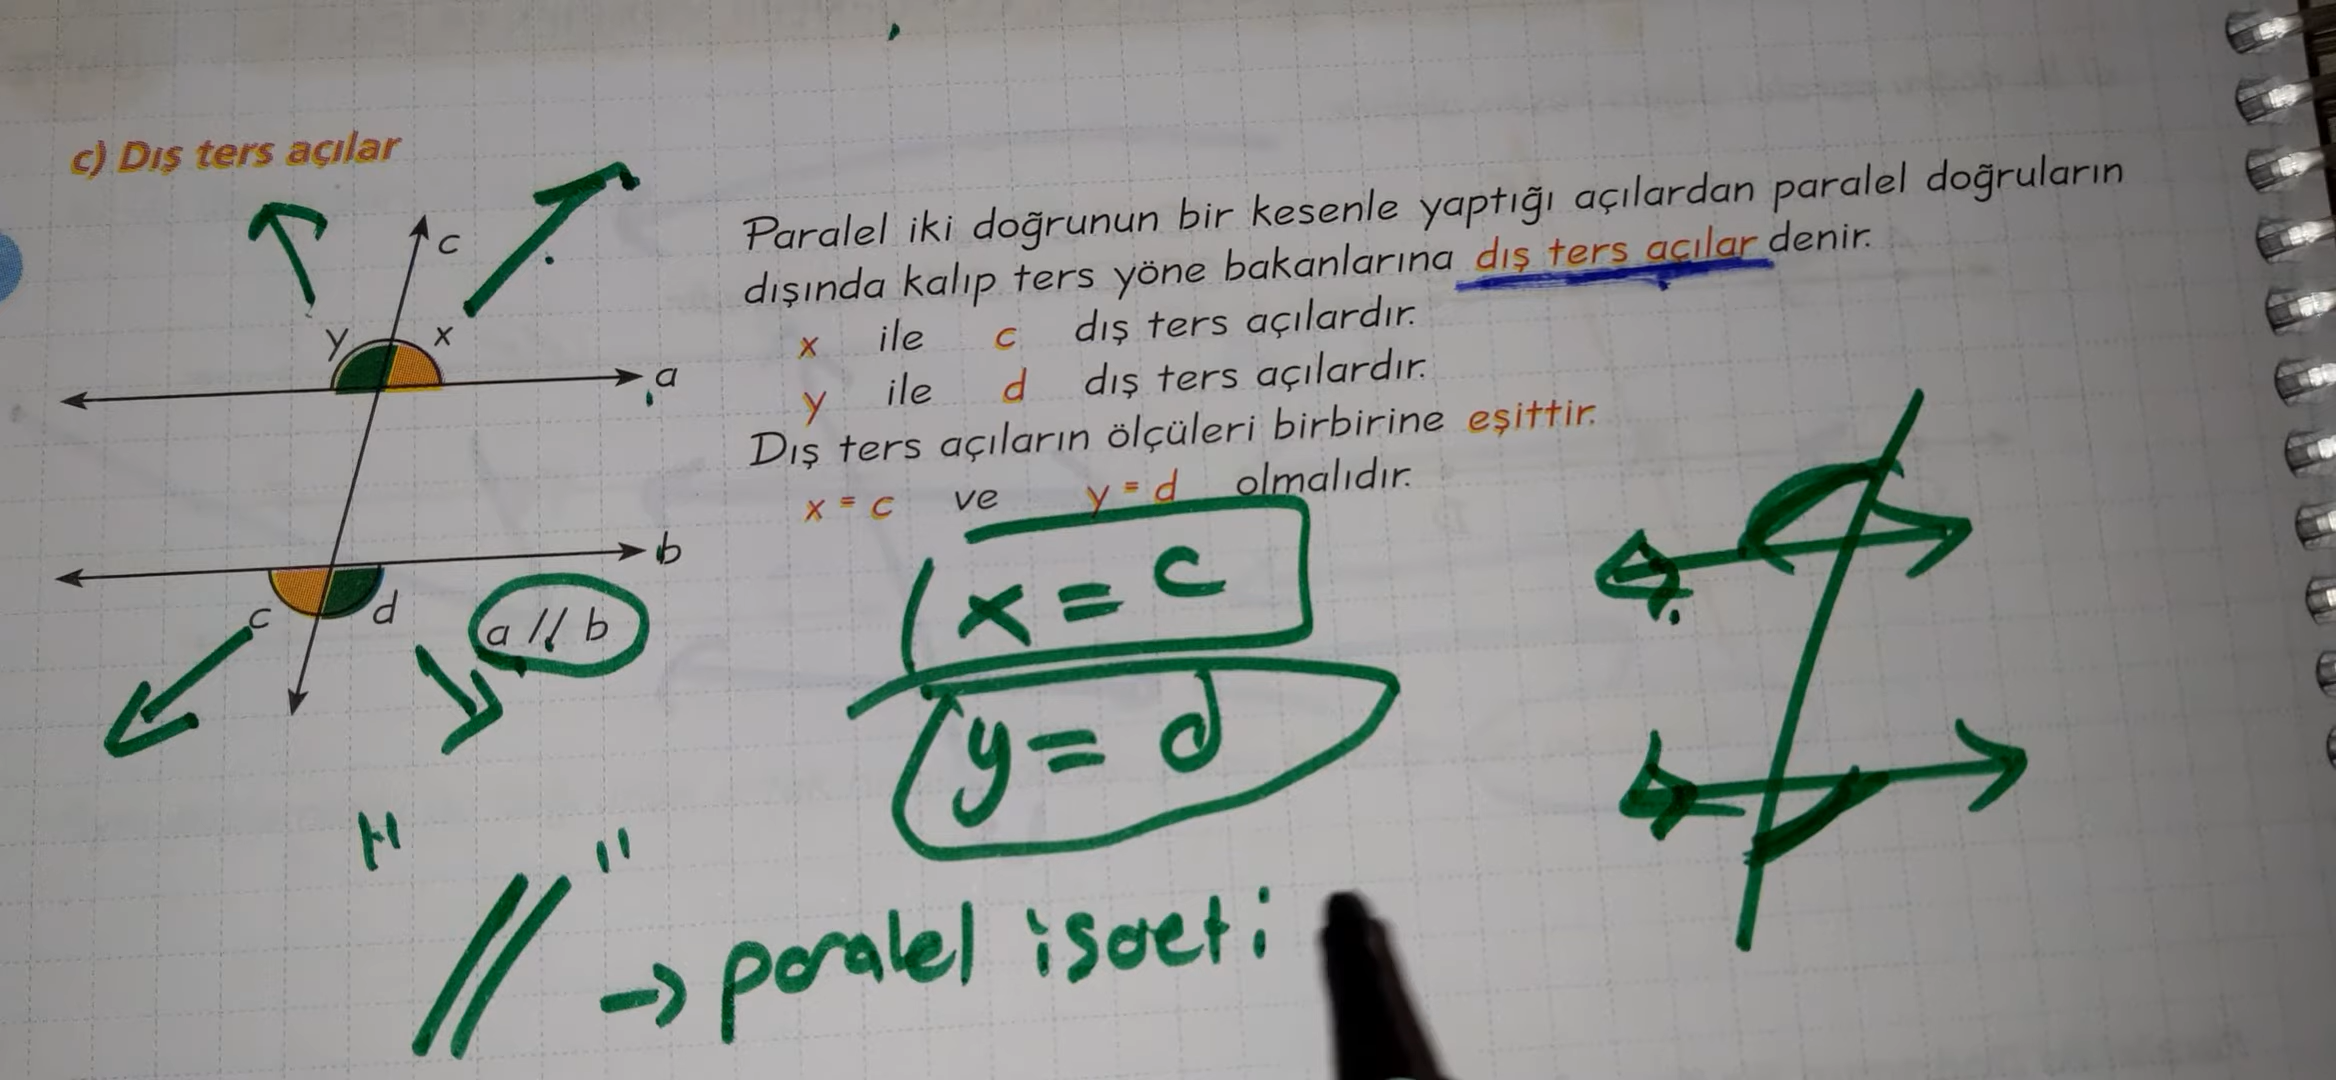 c) Dış ters açılar
c
y x
a
b
c d
a // b
Paralel iki doğrunun bir kesenle yaptığı açılardan paralel doğruların
dışında kalıp ters yöne bakanlarına dış ters açılar denir.
x ile c dış ters açılardır.
y ile d dış ters açılardır.
Dış ters açıların ölçüleri birbirine eşittir.
x = c ve y = d olmalıdır.
x = c
y = d
" // " → paralel isaeti